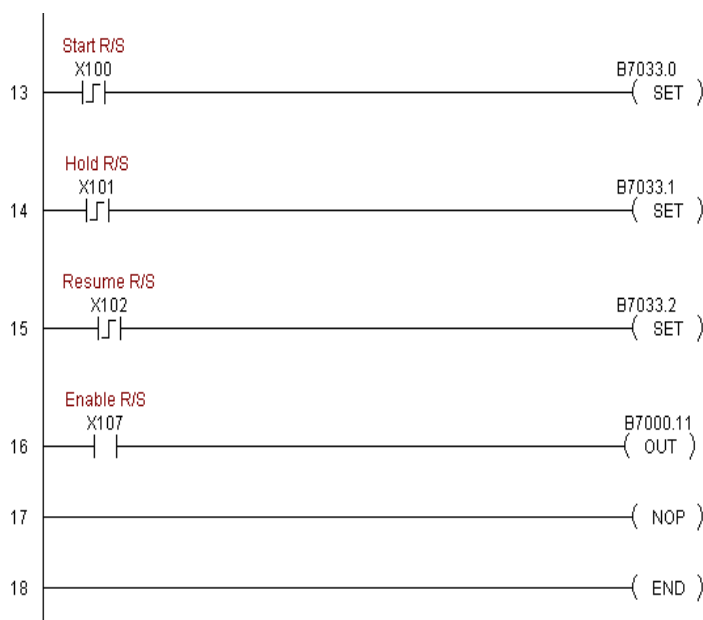 Start R/S
X100
B7033.0
13
SET
Hold R/S
X101
B7033.1
14
SET
Resume R/S
X102
B7033.2
15
SET
Enable R/S
X107
B7000.11
16
OUT
17
NOP
18
END